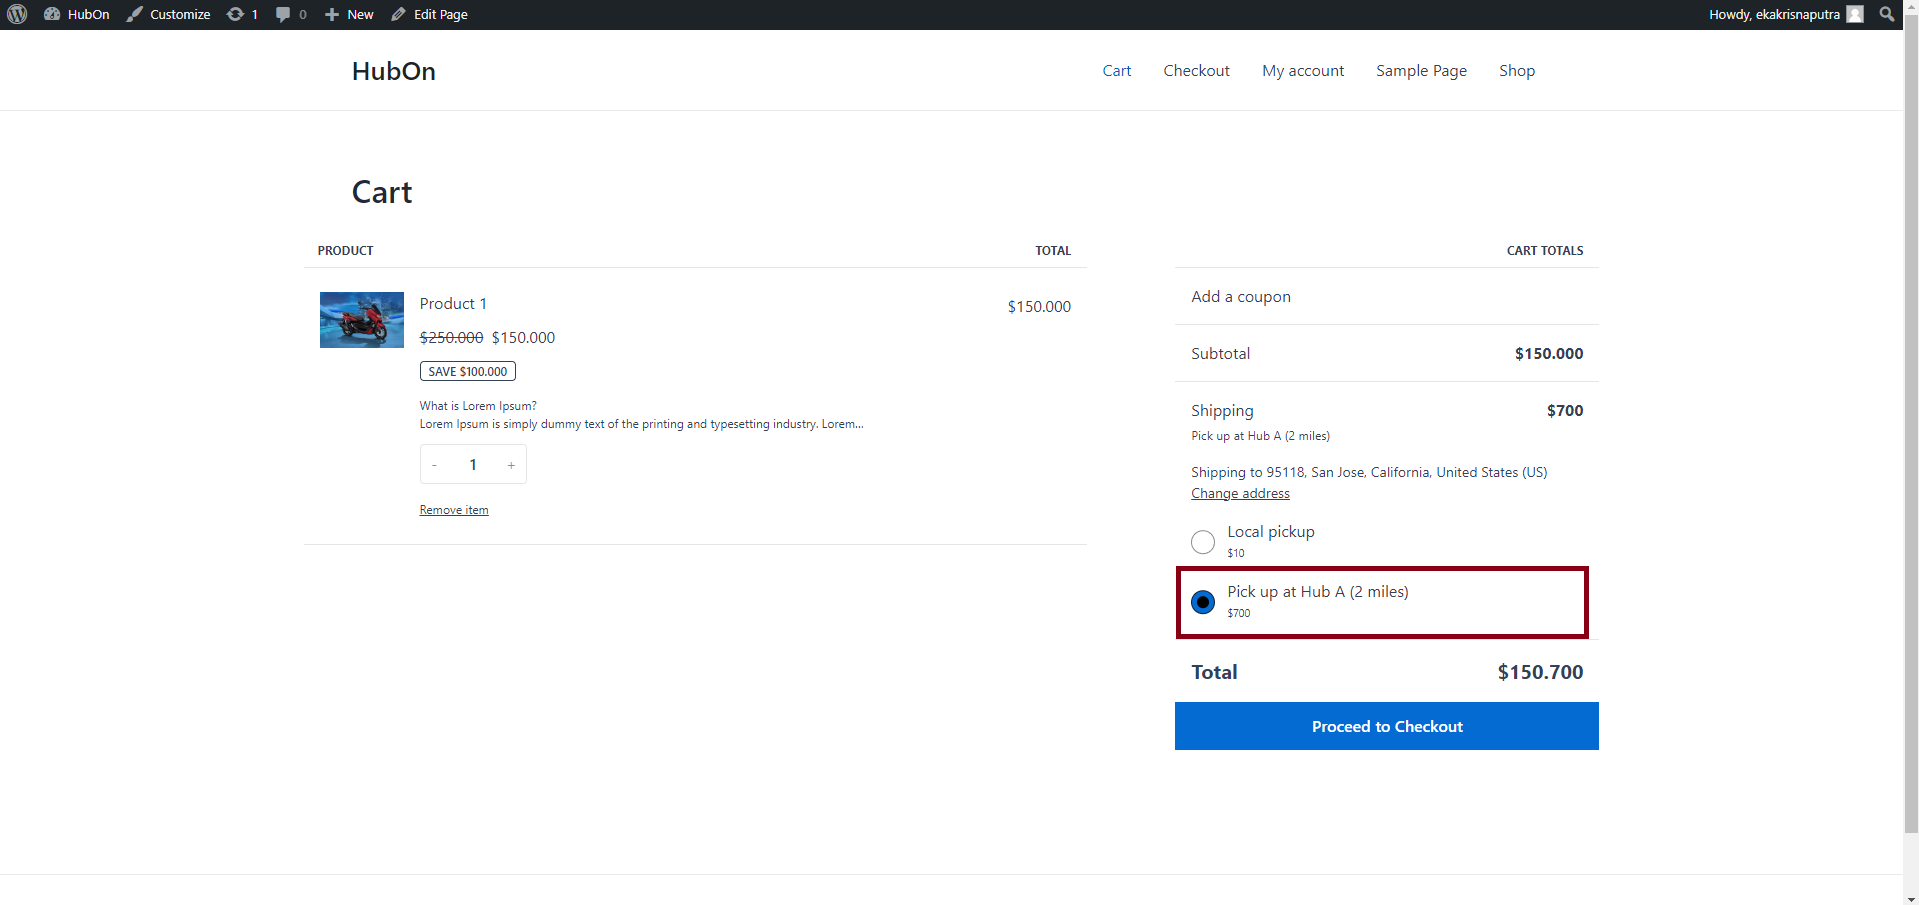 HubOn
Customize
1
0
New
Edit Page
Howdy, ekakrisnaputra
HubOn
Cart
Checkout
My account
Sample Page
Shop
Cart
PRODUCT
TOTAL
Product 1
$150.000
$250.000 $150.000
SAVE $100.000
What is Lorem Ipsum?
Lorem Ipsum is simply dummy text of the printing and typesetting industry. Lorem...
- 1 +
Remove item
CART TOTALS
Add a coupon
Subtotal $150.000
Shipping $700
Pick up at Hub A (2 miles)
Shipping to 95118, San Jose, California, United States (US)
Change address
Local pickup
$10
Pick up at Hub A (2 miles)
$700
Total $150.700
Proceed to Checkout